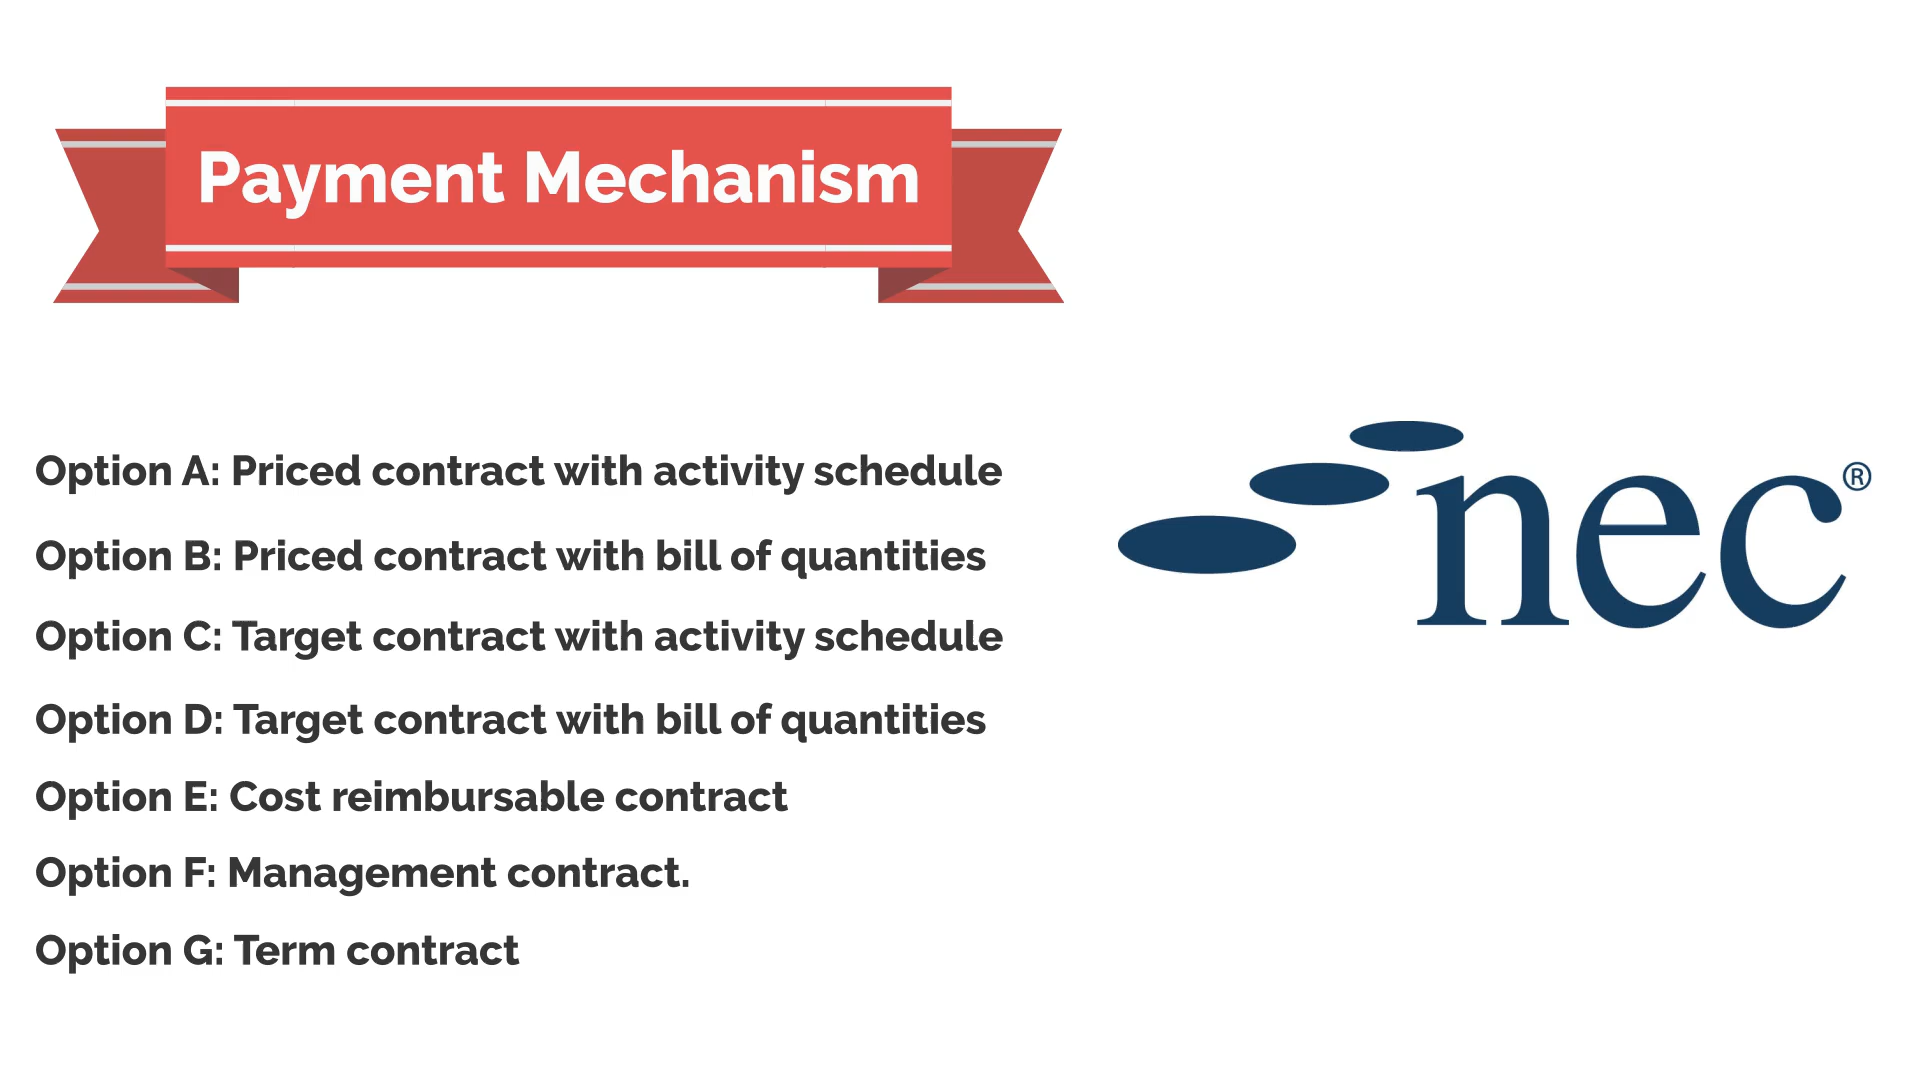 Payment Mechanism
Option A: Priced contract with activity schedule
Option B: Priced contract with bill of quantities
Option C: Target contract with activity schedule
Option D: Target contract with bill of quantities
Option E: Cost reimbursable contract
Option F: Management contract.
Option G: Term contract
nec®